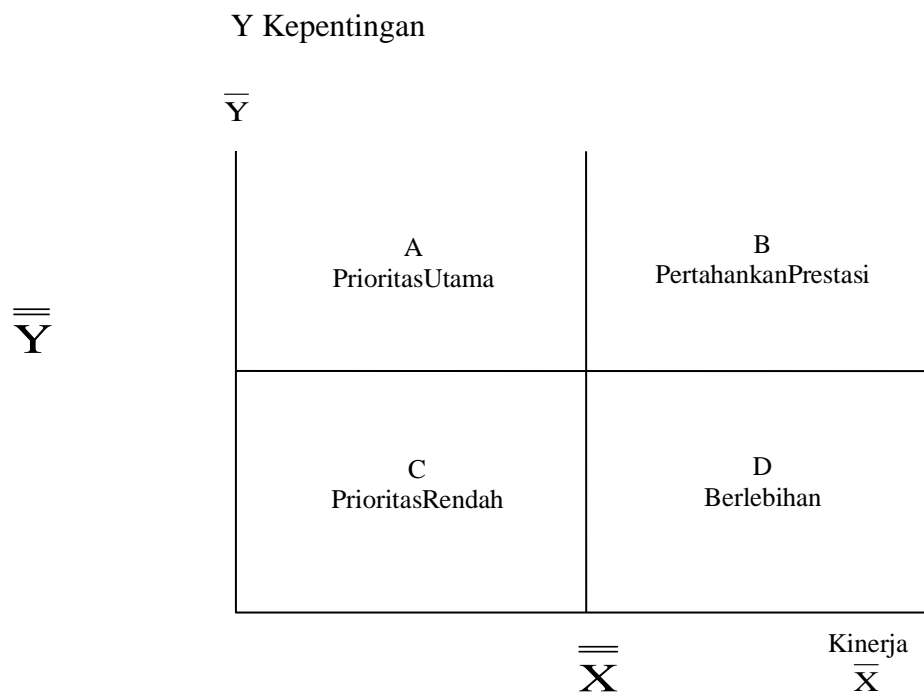 Y Kepentingan
Y̅
A
PrioritasUtama
B
PertahankanPrestasi
Y̿
C
PrioritasRendah
D
Berlebihan
X̿
Kinerja
X̅